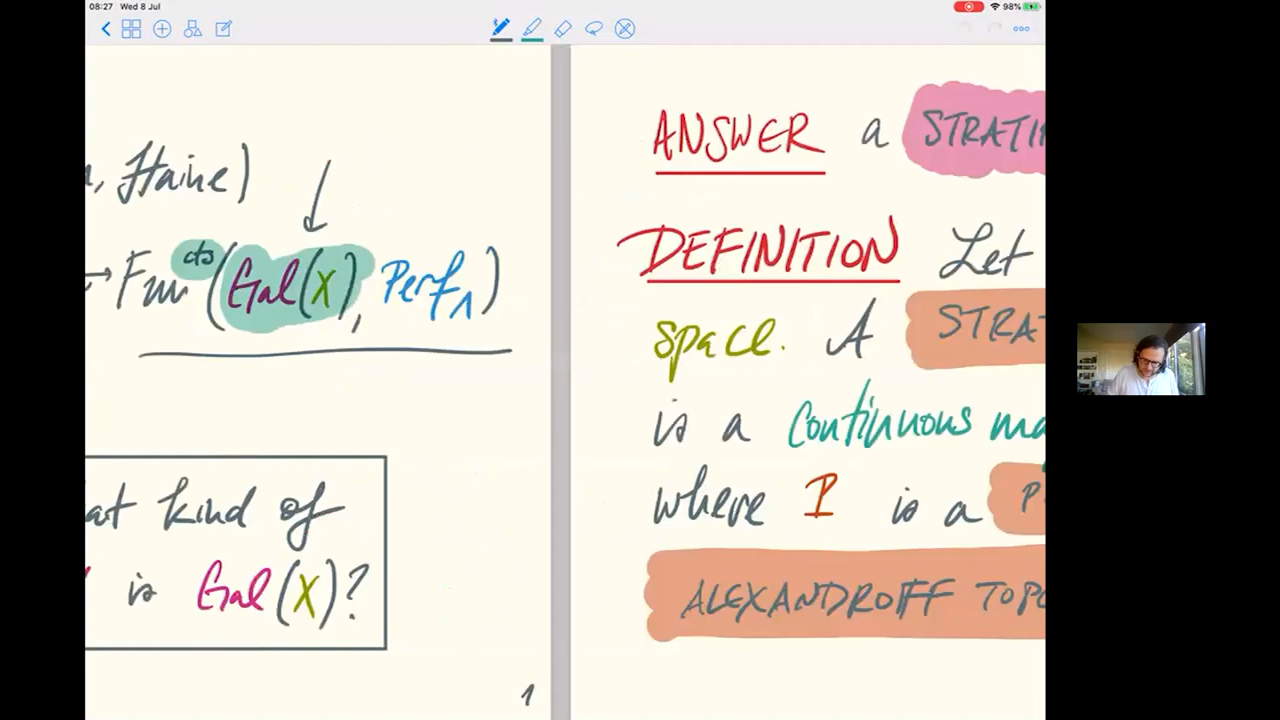 08:27 Wed 8 Jul
98%
, Haine)
Fun^cts(Gal(X), Perf_1)
at kind of
is Gal(X)?
1
ANSWER a STRATI
DEFINITION Let
space. A STRAT
is a continuous ma
where P is a P
ALEXANDROFF TOPO